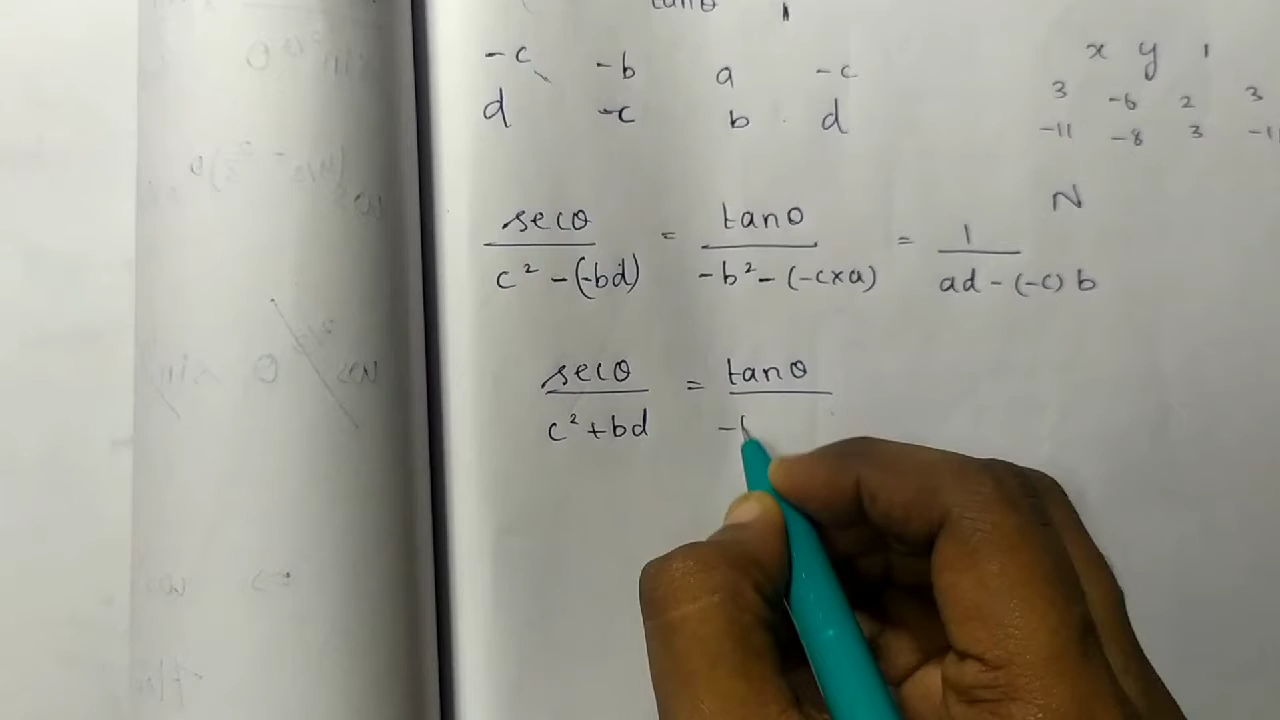 tanθ
-c -b a -c
d -c b d
x y 1
3 -6 2 3
-11 -8 3
N
secθ / c² - (-bd) = tanθ / -b² - (-c×a) = 1 / ad - (-c) b
secθ / c² + bd = tanθ / -